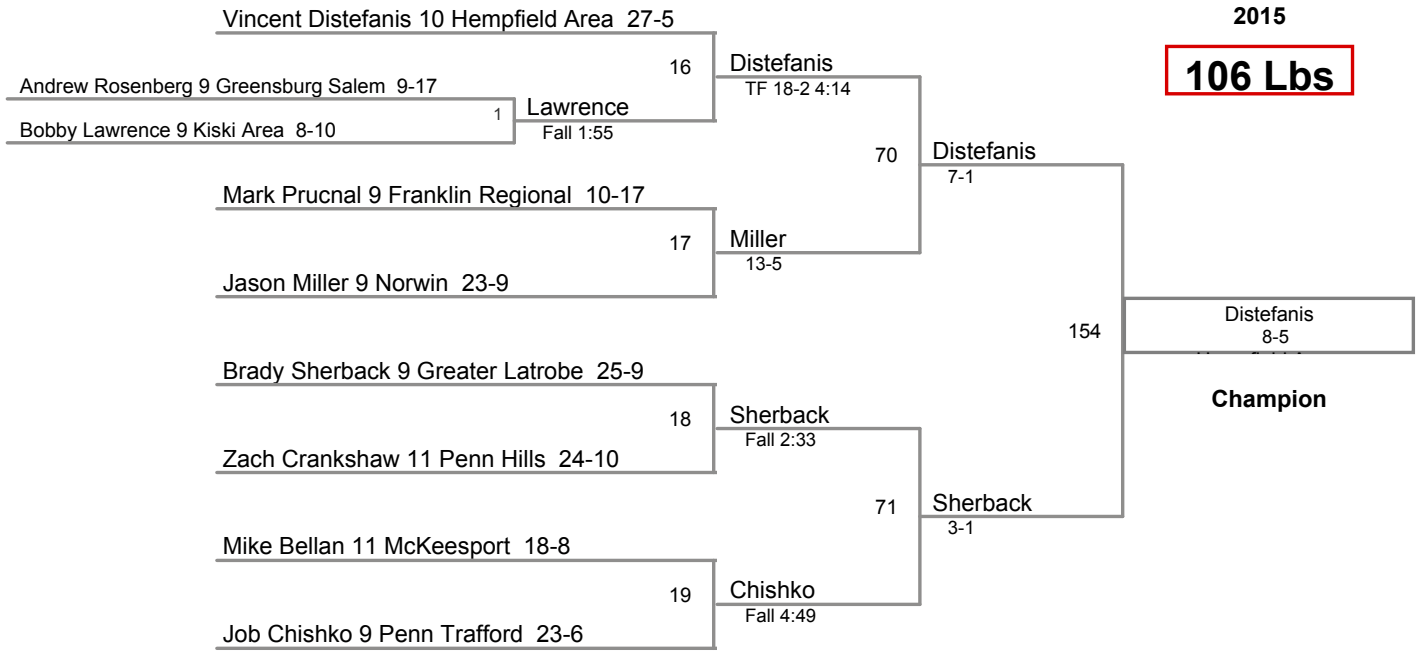 Vincent Distefanis 10 Hempfield Area 27-5
2015
106 Lbs
16
Distefanis
TF 18-2 4:14
Andrew Rosenberg 9 Greensburg Salem 9-17
1
Lawrence
Fall 1:55
Bobby Lawrence 9 Kiski Area 8-10
70
Distefanis
7-1
Mark Prucnal 9 Franklin Regional 10-17
17
Miller
13-5
Jason Miller 9 Norwin 23-9
154
Distefanis
8-5
Champion
Brady Sherback 9 Greater Latrobe 25-9
18
Sherback
Fall 2:33
Zach Crankshaw 11 Penn Hills 24-10
71
Sherback
3-1
Mike Bellan 11 McKeesport 18-8
19
Chishko
Fall 4:49
Job Chishko 9 Penn Trafford 23-6